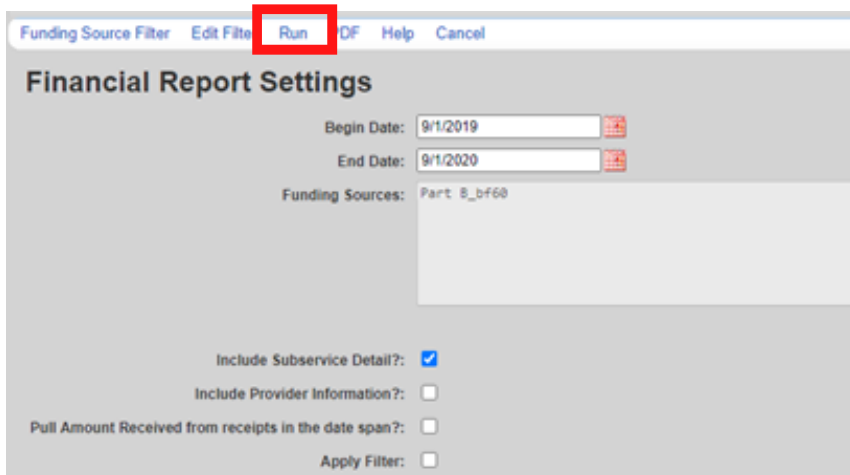 Funding Source Filter Edit Filte Run PDF Help Cancel
Financial Report Settings
Begin Date: 9/1/2019
End Date: 9/1/2020
Funding Sources: Part B_bf60
Include Subservice Detail?:
Include Provider Information?:
Pull Amount Received from receipts in the date span?:
Apply Filter: